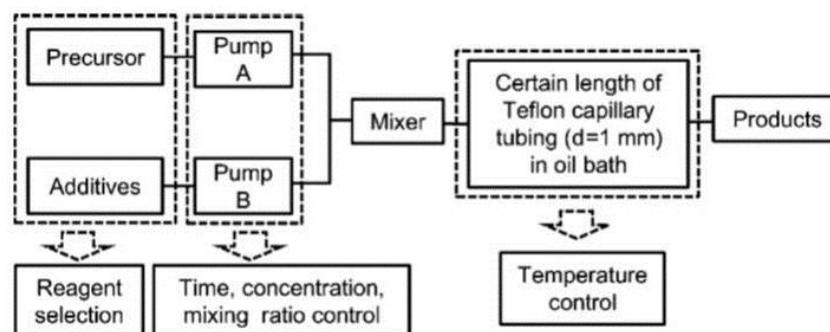 Precursor
Pump
A
Mixer
Certain length of
Teflon capillary
tubing (d=1 mm)
in oil bath
Products
Additives
Pump
B
Reagent
selection
Time, concentration,
mixing ratio control
Temperature
control